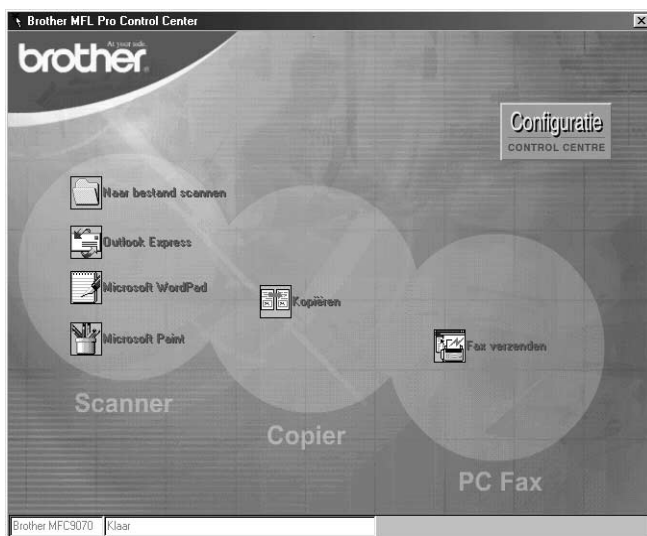 Brother MFL Pro Control Center
At your side.
brother
Configuratie
CONTROL CENTRE
Naar bestand scannen
Outlook Express
Microsoft WordPad
Microsoft Paint
Scanner
Kopiëren
Copier
Fax verzenden
PC Fax
Brother MFC9070 Klaar